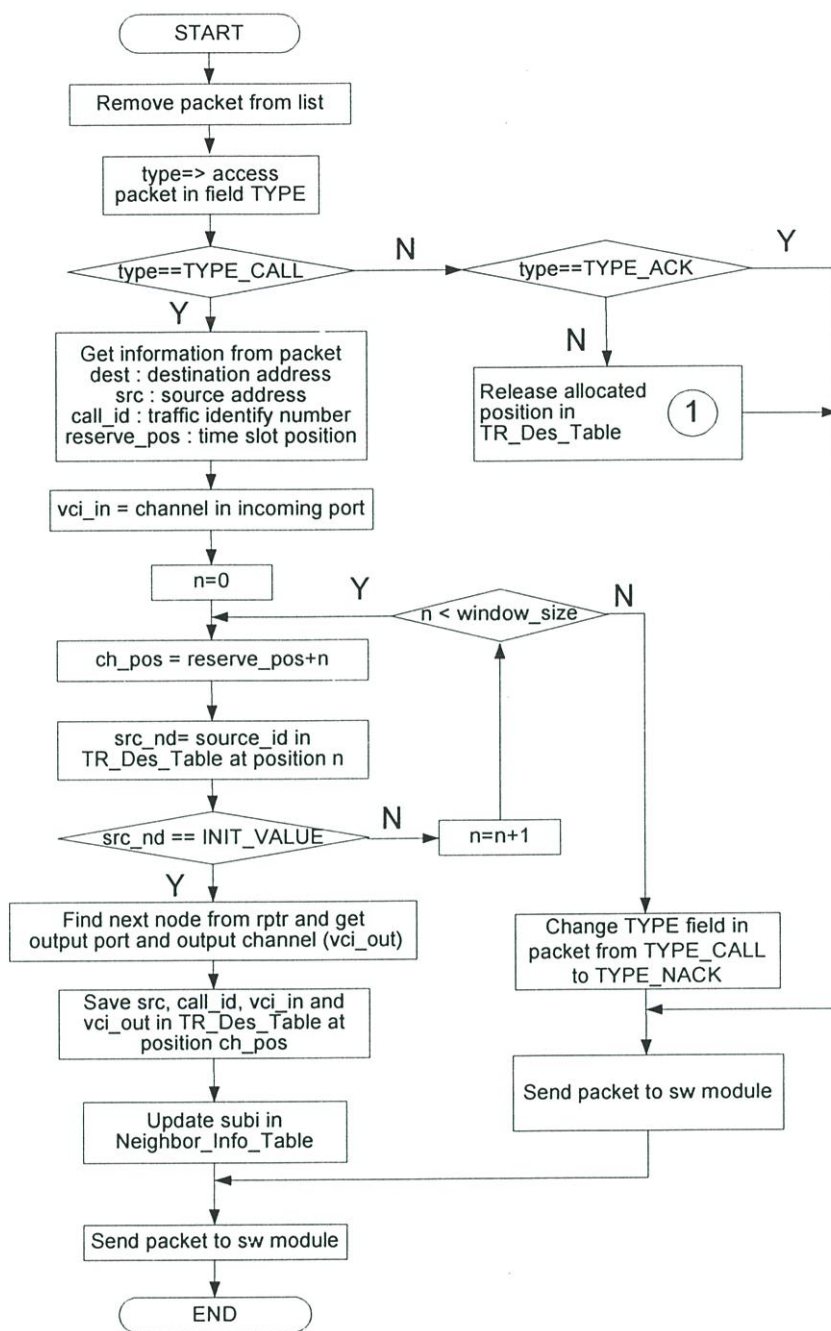 START
Remove packet from list
type=> access
packet in field TYPE
type==TYPE_CALL
N
type==TYPE_ACK
Y
Y
Get information from packet
dest : destination address
src : source address
call_id : traffic identify number
reserve_pos : time slot position
N
Release allocated
position in
TR_Des_Table
1
vci_in = channel in incoming port
n=0
Y
n < window_size
N
ch_pos = reserve_pos+n
src_nd= source_id in
TR_Des_Table at position n
src_nd == INIT_VALUE
N
n=n+1
Y
Find next node from rptr and get
output port and output channel (vci_out)
Change TYPE field in
packet from TYPE_CALL
to TYPE_NACK
Save src, call_id, vci_in and
vci_out in TR_Des_Table at
position ch_pos
Send packet to sw module
Update subi in
Neighbor_Info_Table
Send packet to sw module
END